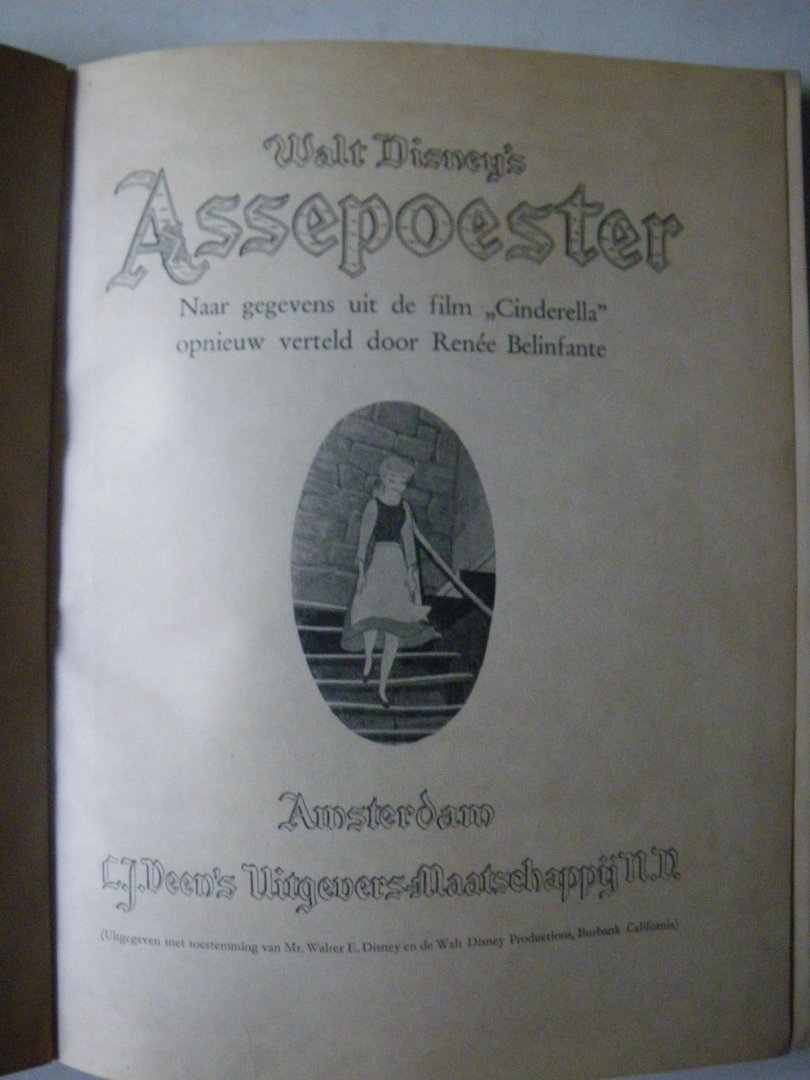 Walt Disney's
Assepoester
Naar gegevens uit de film „Cinderella”
opnieuw verteld door Renée Belinfante
Amsterdam
L.J.Veen's Uitgevers-Maatschappij N.V.
(Uitgegeven met toestemming van Mr. Walter E. Disney en de Walt Disney Productions, Burbank California)